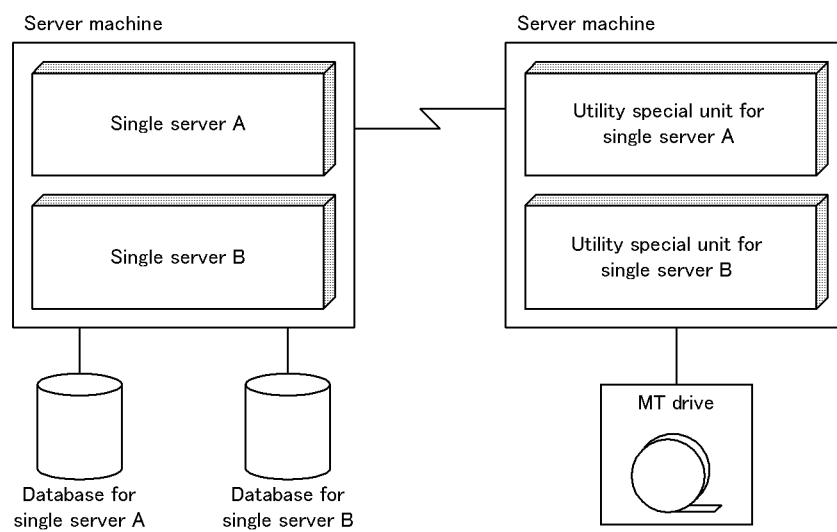 Server machine
Single server A
Single server B
Database for
single server A
Database for
single server B
Server machine
Utility special unit for
single server A
Utility special unit for
single server B
MT drive